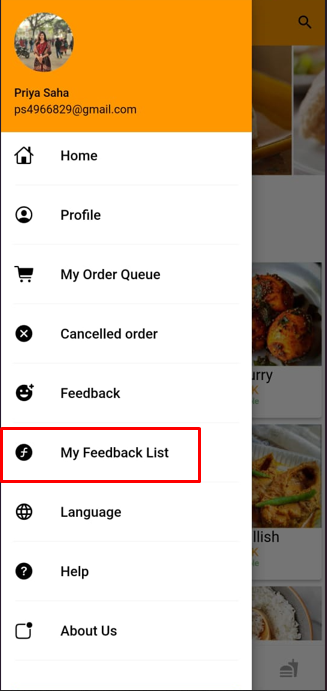 Priya Saha
ps4966829@gmail.com
Home
Profile
My Order Queue
Cancelled order
Feedback
My Feedback List
Language
Help
About Us
urry
K
llish
K